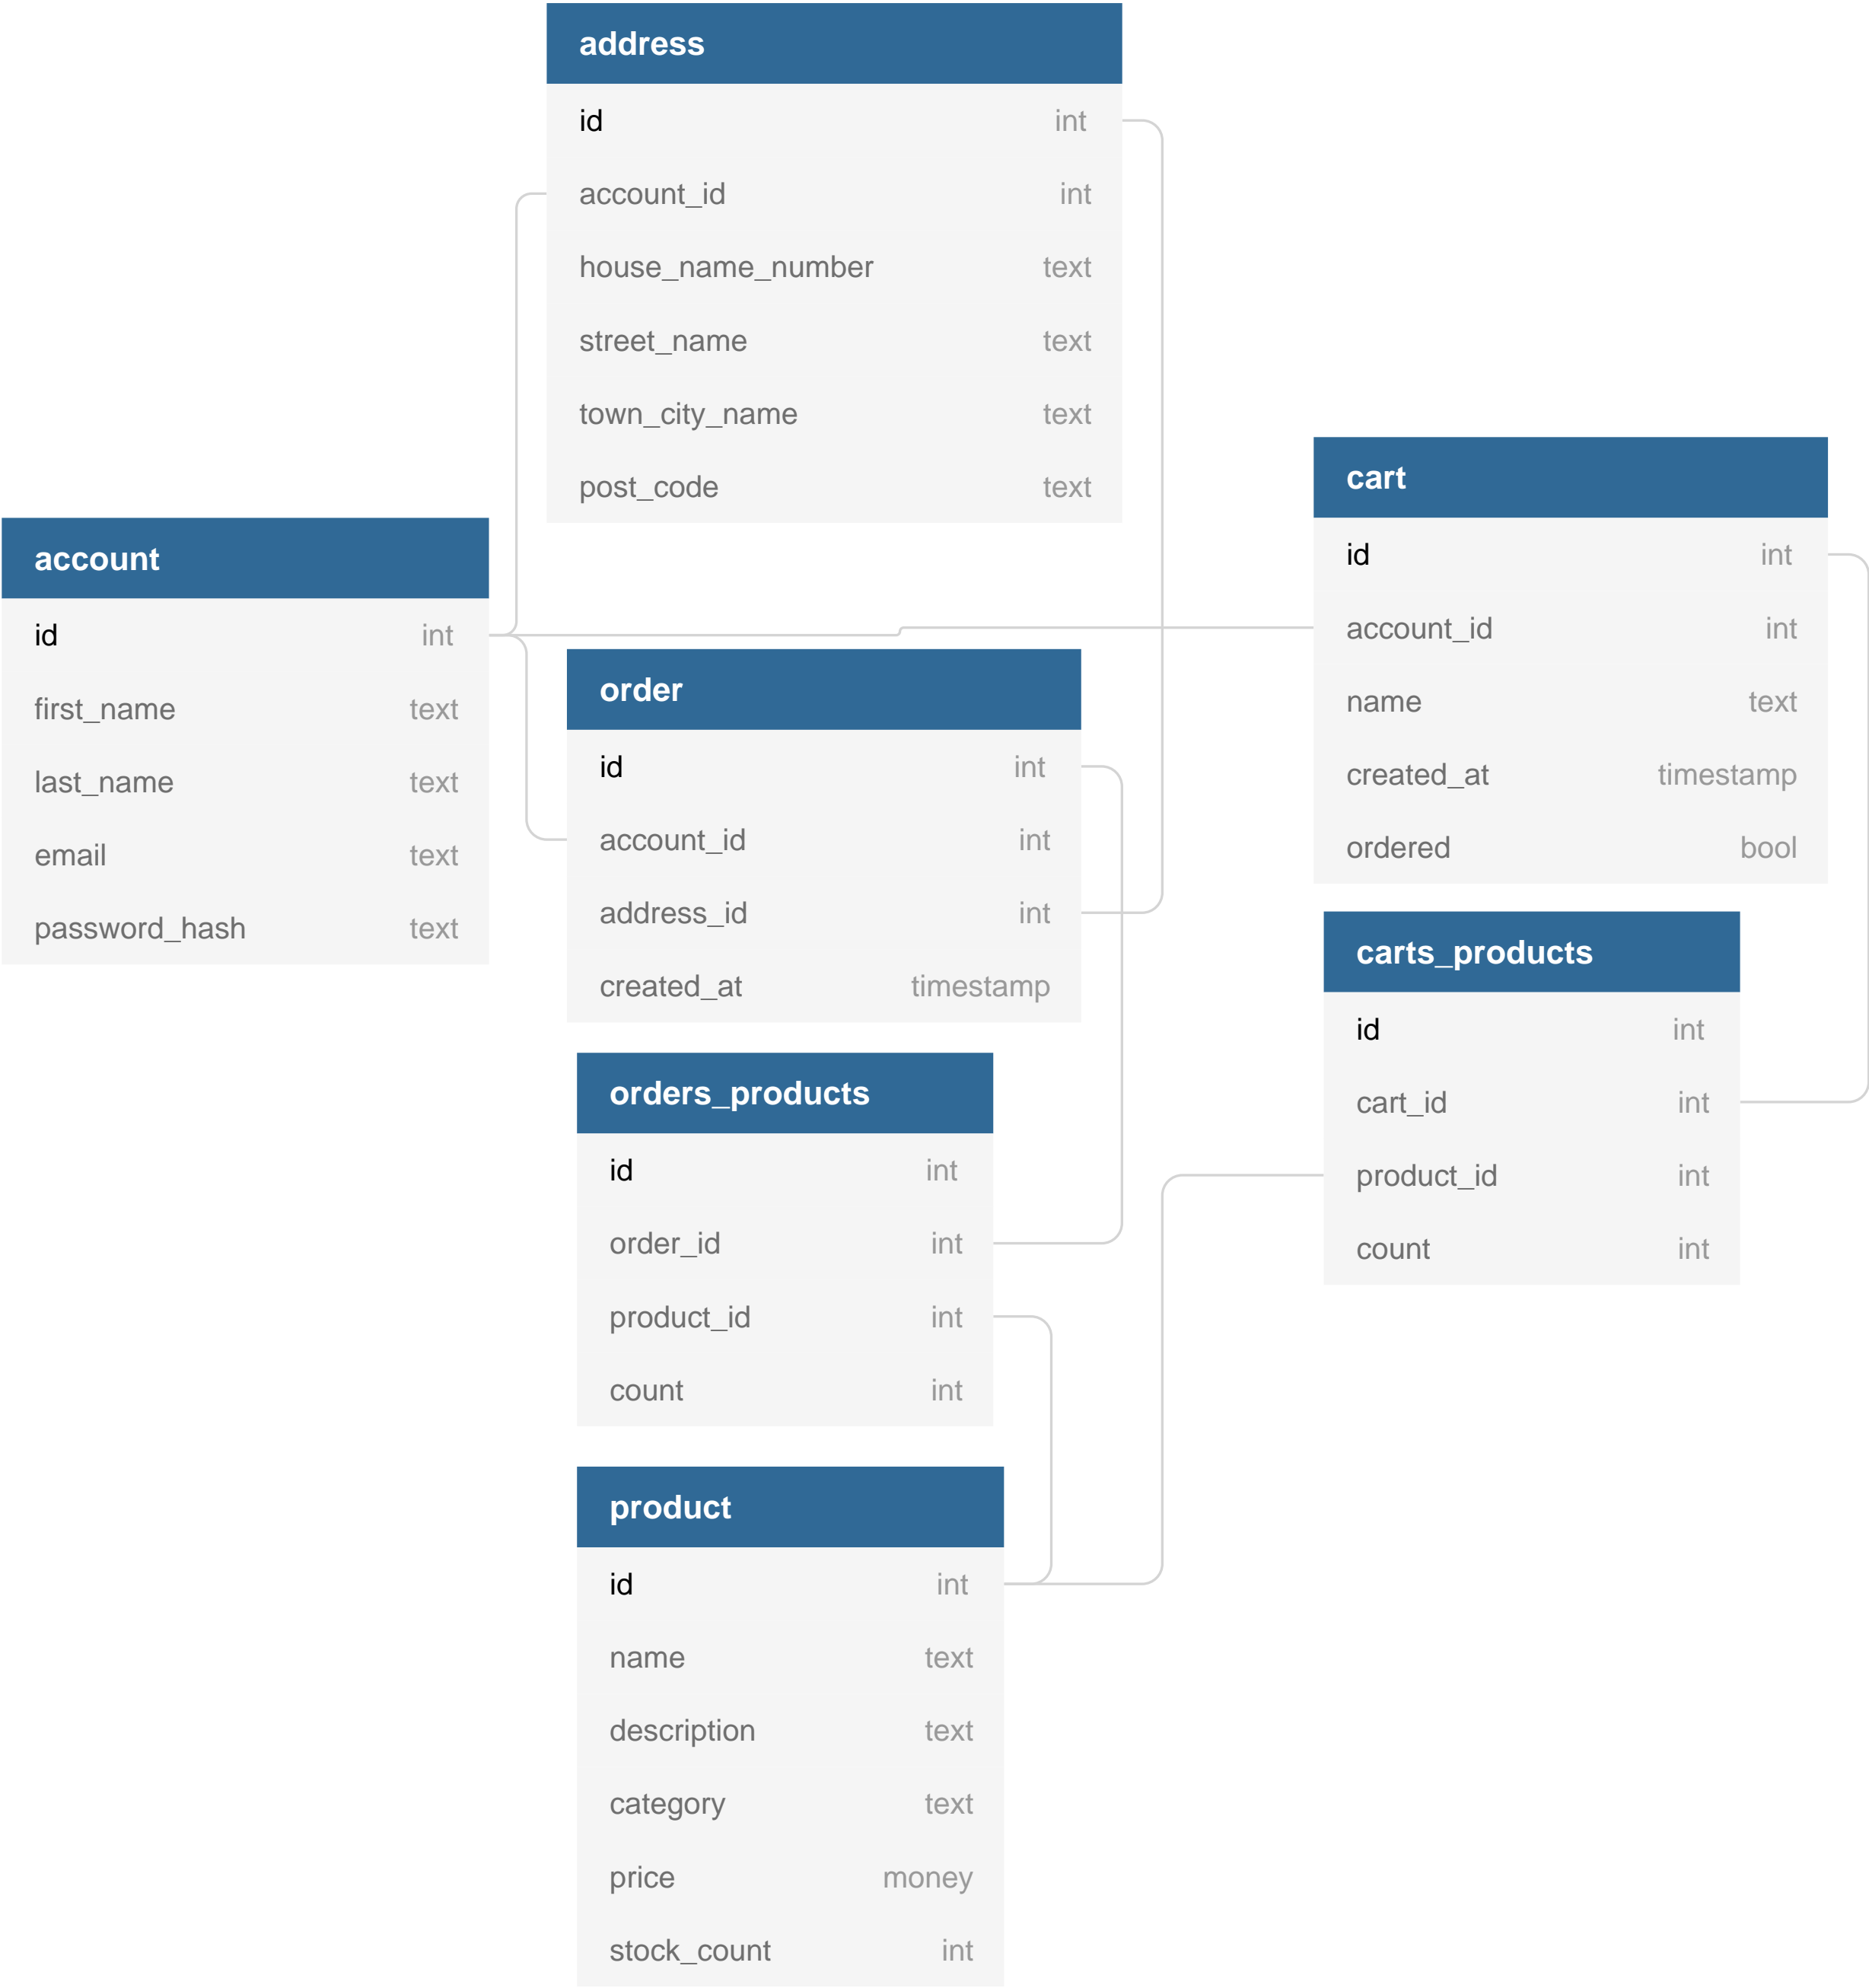 address
id int
account_id int
house_name_number text
street_name text
town_city_name text
post_code text
account
id int
first_name text
last_name text
email text
password_hash text
order
id int
account_id int
address_id int
created_at timestamp
cart
id int
account_id int
name text
created_at timestamp
ordered bool
carts_products
id int
cart_id int
product_id int
count int
orders_products
id int
order_id int
product_id int
count int
product
id int
name text
description text
category text
price money
stock_count int